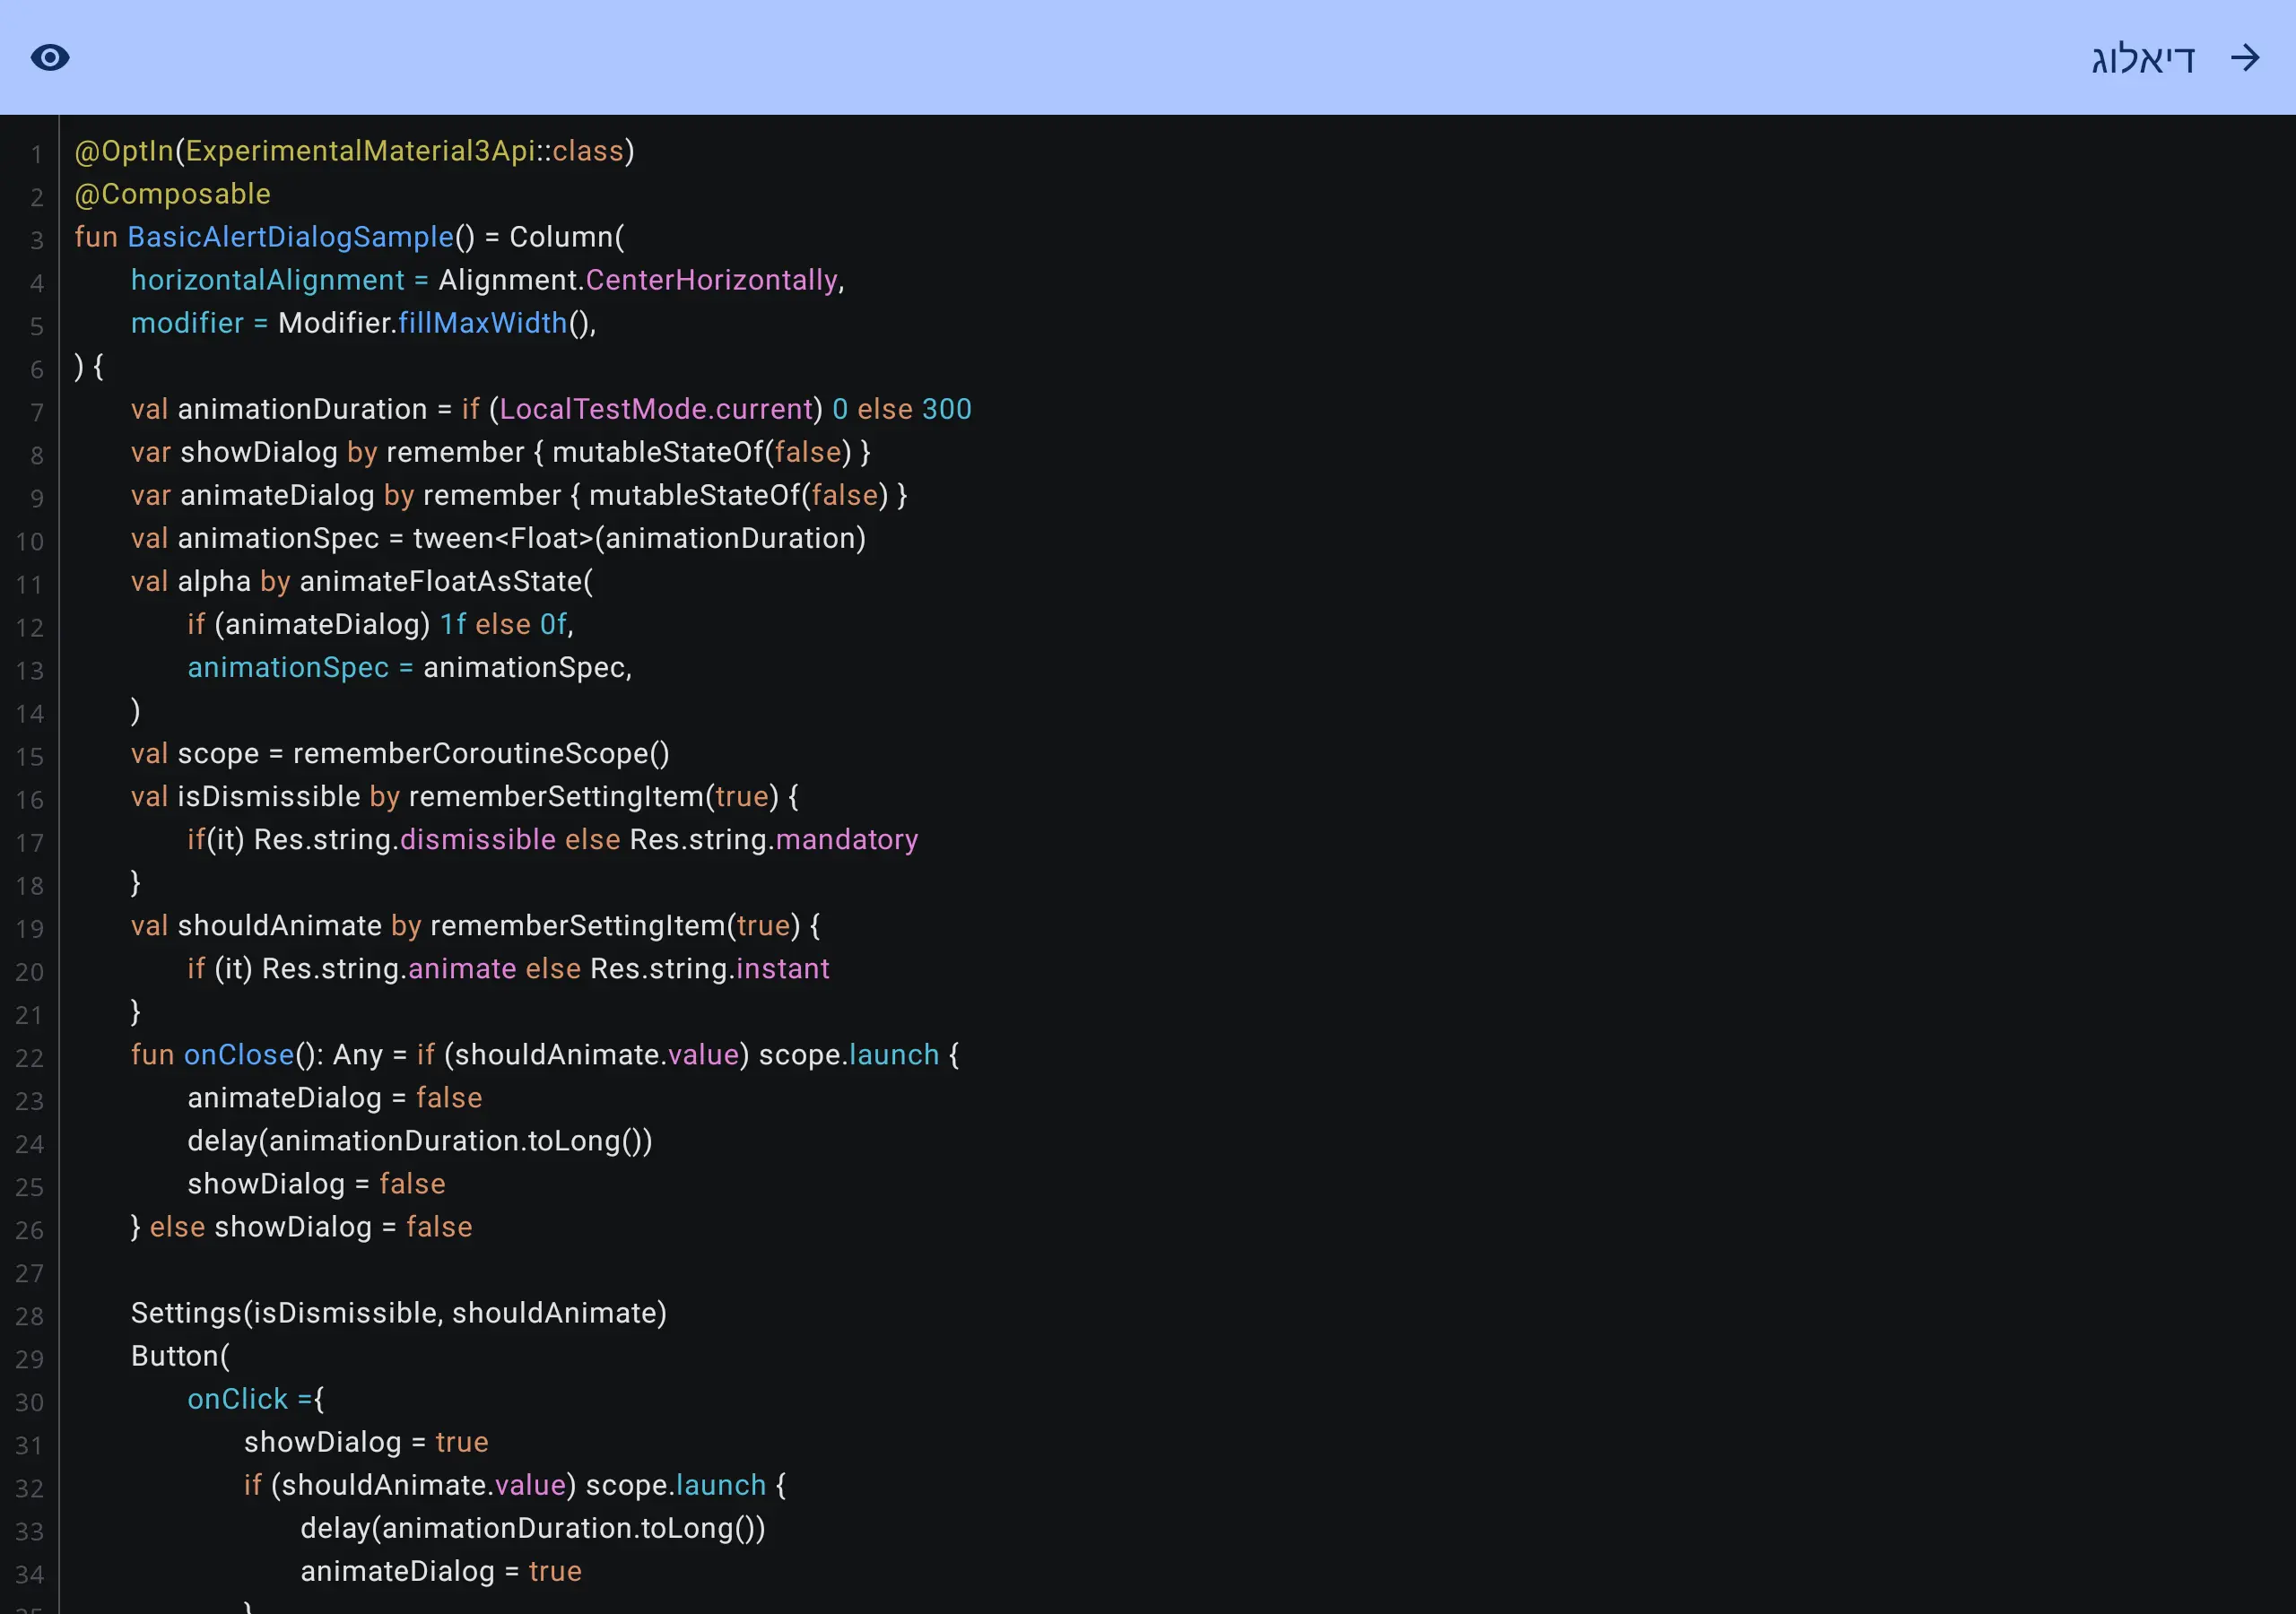 דיאלוג
1 @OptIn(ExperimentalMaterial3Api::class)
2 @Composable
3 fun BasicAlertDialogSample() = Column(
4 horizontalAlignment = Alignment.CenterHorizontally,
5 modifier = Modifier.fillMaxWidth(),
6 ) {
7 val animationDuration = if (LocalTestMode.current) 0 else 300
8 var showDialog by remember { mutableStateOf(false) }
9 var animateDialog by remember { mutableStateOf(false) }
10 val animationSpec = tween<Float>(animationDuration)
11 val alpha by animateFloatAsState(
12 if (animateDialog) 1f else 0f,
13 animationSpec = animationSpec,
14 )
15 val scope = rememberCoroutineScope()
16 val isDismissible by rememberSettingItem(true) {
17 if(it) Res.string.dismissible else Res.string.mandatory
18 }
19 val shouldAnimate by rememberSettingItem(true) {
20 if (it) Res.string.animate else Res.string.instant
21 }
22 fun onClose(): Any = if (shouldAnimate.value) scope.launch {
23 animateDialog = false
24 delay(animationDuration.toLong())
25 showDialog = false
26 } else showDialog = false
27
28 Settings(isDismissible, shouldAnimate)
29 Button(
30 onClick ={
31 showDialog = true
32 if (shouldAnimate.value) scope.launch {
33 delay(animationDuration.toLong())
34 animateDialog = true
35 }